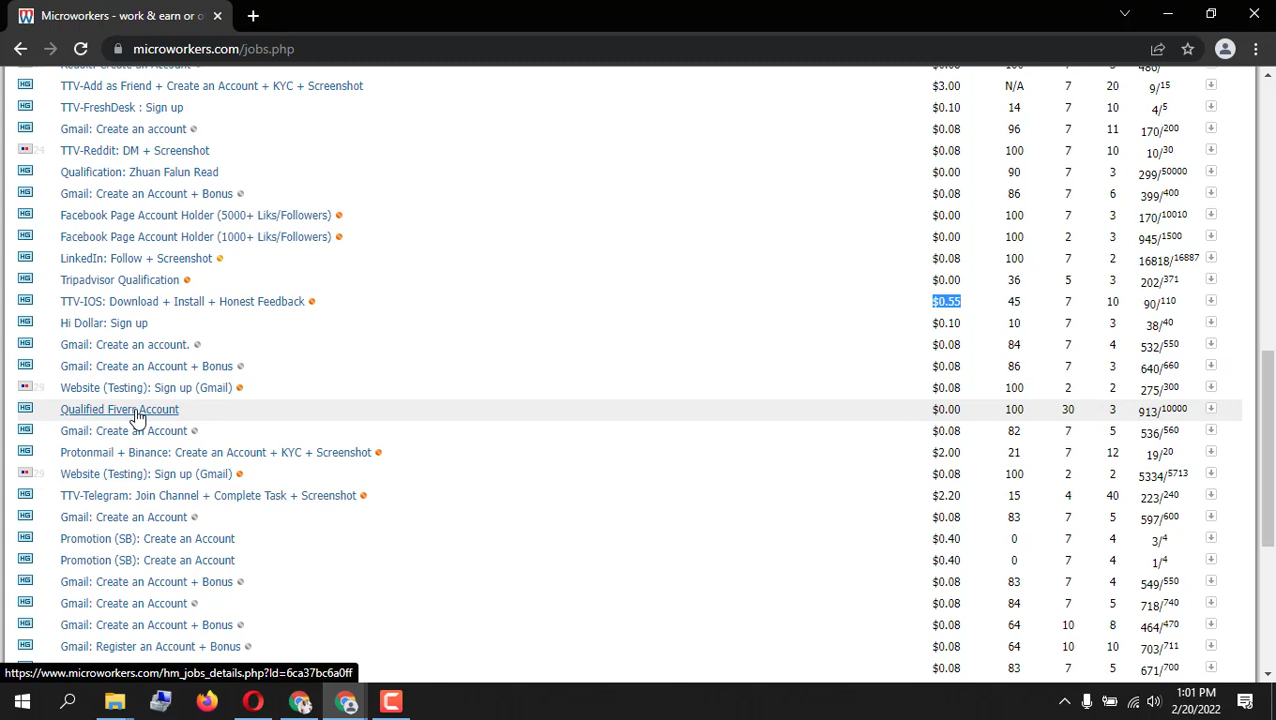 Microworkers - work & earn or o
microworkers.com/jobs.php
TTV-Add as Friend + Create an Account + KYC + Screenshot $3.00 N/A 7 20 9/15
TTV-FreshDesk : Sign up $0.10 14 7 10 4/5
Gmail: Create an account $0.08 96 7 11 170/200
24 TTV-Reddit: DM + Screenshot $0.08 100 7 10 10/30
Qualification: Zhuan Falun Read $0.00 90 7 3 299/50000
Gmail: Create an Account + Bonus $0.08 86 7 6 399/400
Facebook Page Account Holder (5000+ Liks/Followers) $0.00 100 7 3 170/10010
Facebook Page Account Holder (1000+ Liks/Followers) $0.00 100 2 3 945/1500
LinkedIn: Follow + Screenshot $0.08 100 7 2 16818/16887
Tripadvisor Qualification $0.00 36 5 3 202/371
TTV-IOS: Download + Install + Honest Feedback $0.55 45 7 10 90/110
Hi Dollar: Sign up $0.10 10 7 3 38/40
Gmail: Create an account. $0.08 84 7 4 532/550
Gmail: Create an Account + Bonus $0.08 86 7 3 640/660
29 Website (Testing): Sign up (Gmail) $0.08 100 2 2 275/300
Qualified Fiverr Account $0.00 100 30 3 913/10000
Gmail: Create an Account $0.08 82 7 5 536/560
Protonmail + Binance: Create an Account + KYC + Screenshot $2.00 21 7 12 19/20
29 Website (Testing): Sign up (Gmail) $0.08 100 2 2 5334/5713
TTV-Telegram: Join Channel + Complete Task + Screenshot $2.20 15 4 40 223/240
Gmail: Create an Account $0.08 83 7 5 597/600
Promotion (SB): Create an Account $0.40 0 7 4 3/4
Promotion (SB): Create an Account $0.40 0 7 4 1/4
Gmail: Create an Account + Bonus $0.08 83 7 4 549/550
Gmail: Create an Account $0.08 84 7 5 718/740
Gmail: Create an Account + Bonus $0.08 64 10 8 464/470
Gmail: Register an Account + Bonus $0.08 64 10 10 703/711
$0.08 83 7 5 671/700
https://www.microworkers.com/hm_jobs_details.php?Id=6ca37bc6a0ff
1:01 PM
2/20/2022